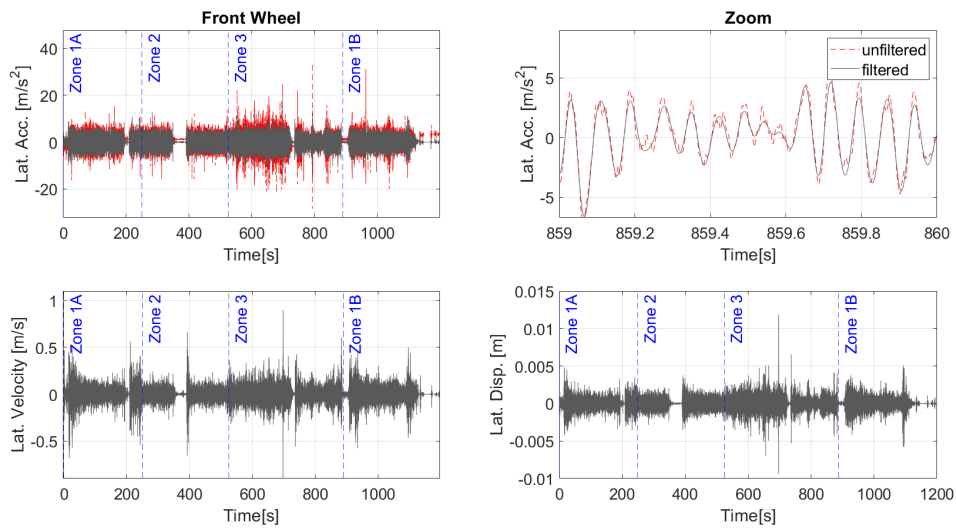 Front Wheel
Lat. Acc. [m/s²]
40
20
0
-20
Zone 1A
Zone 2
Zone 3
Zone 1B
0
200
400
600
800
1000
Time[s]
Zoom
Lat. Acc. [m/s²]
5
0
-5
unfiltered
filtered
859
859.2
859.4
859.6
859.8
860
Time[s]
Lat. Velocity [m/s]
1
0.5
0
-0.5
Zone 1A
Zone 2
Zone 3
Zone 1B
0
200
400
600
800
1000
Time[s]
Lat. Disp. [m]
0.015
0.01
0.005
0
-0.005
-0.01
Zone 1A
Zone 2
Zone 3
Zone 1B
0
200
400
600
800
1000
1200
Time[s]